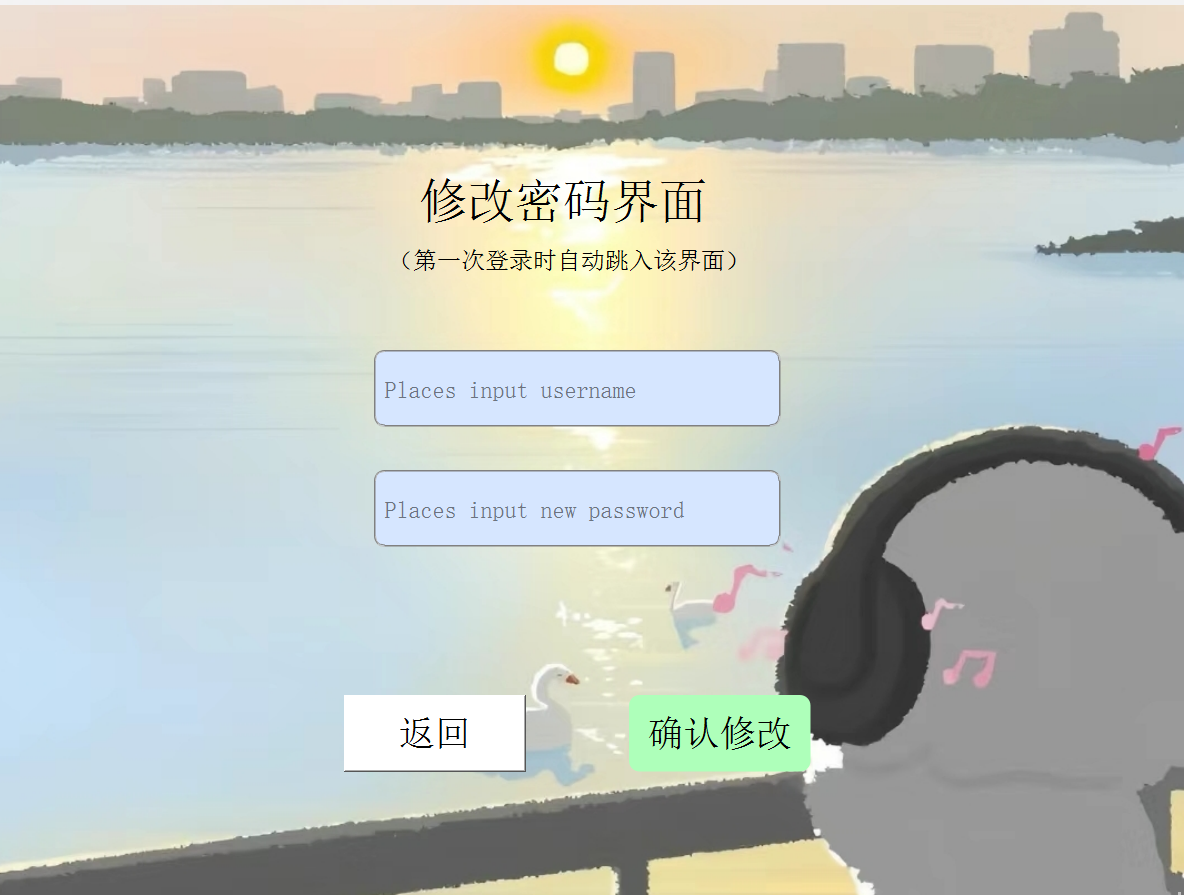 修改密码界面
（第一次登录时自动跳入该界面）
Places input username
Places input new password
返回
确认修改